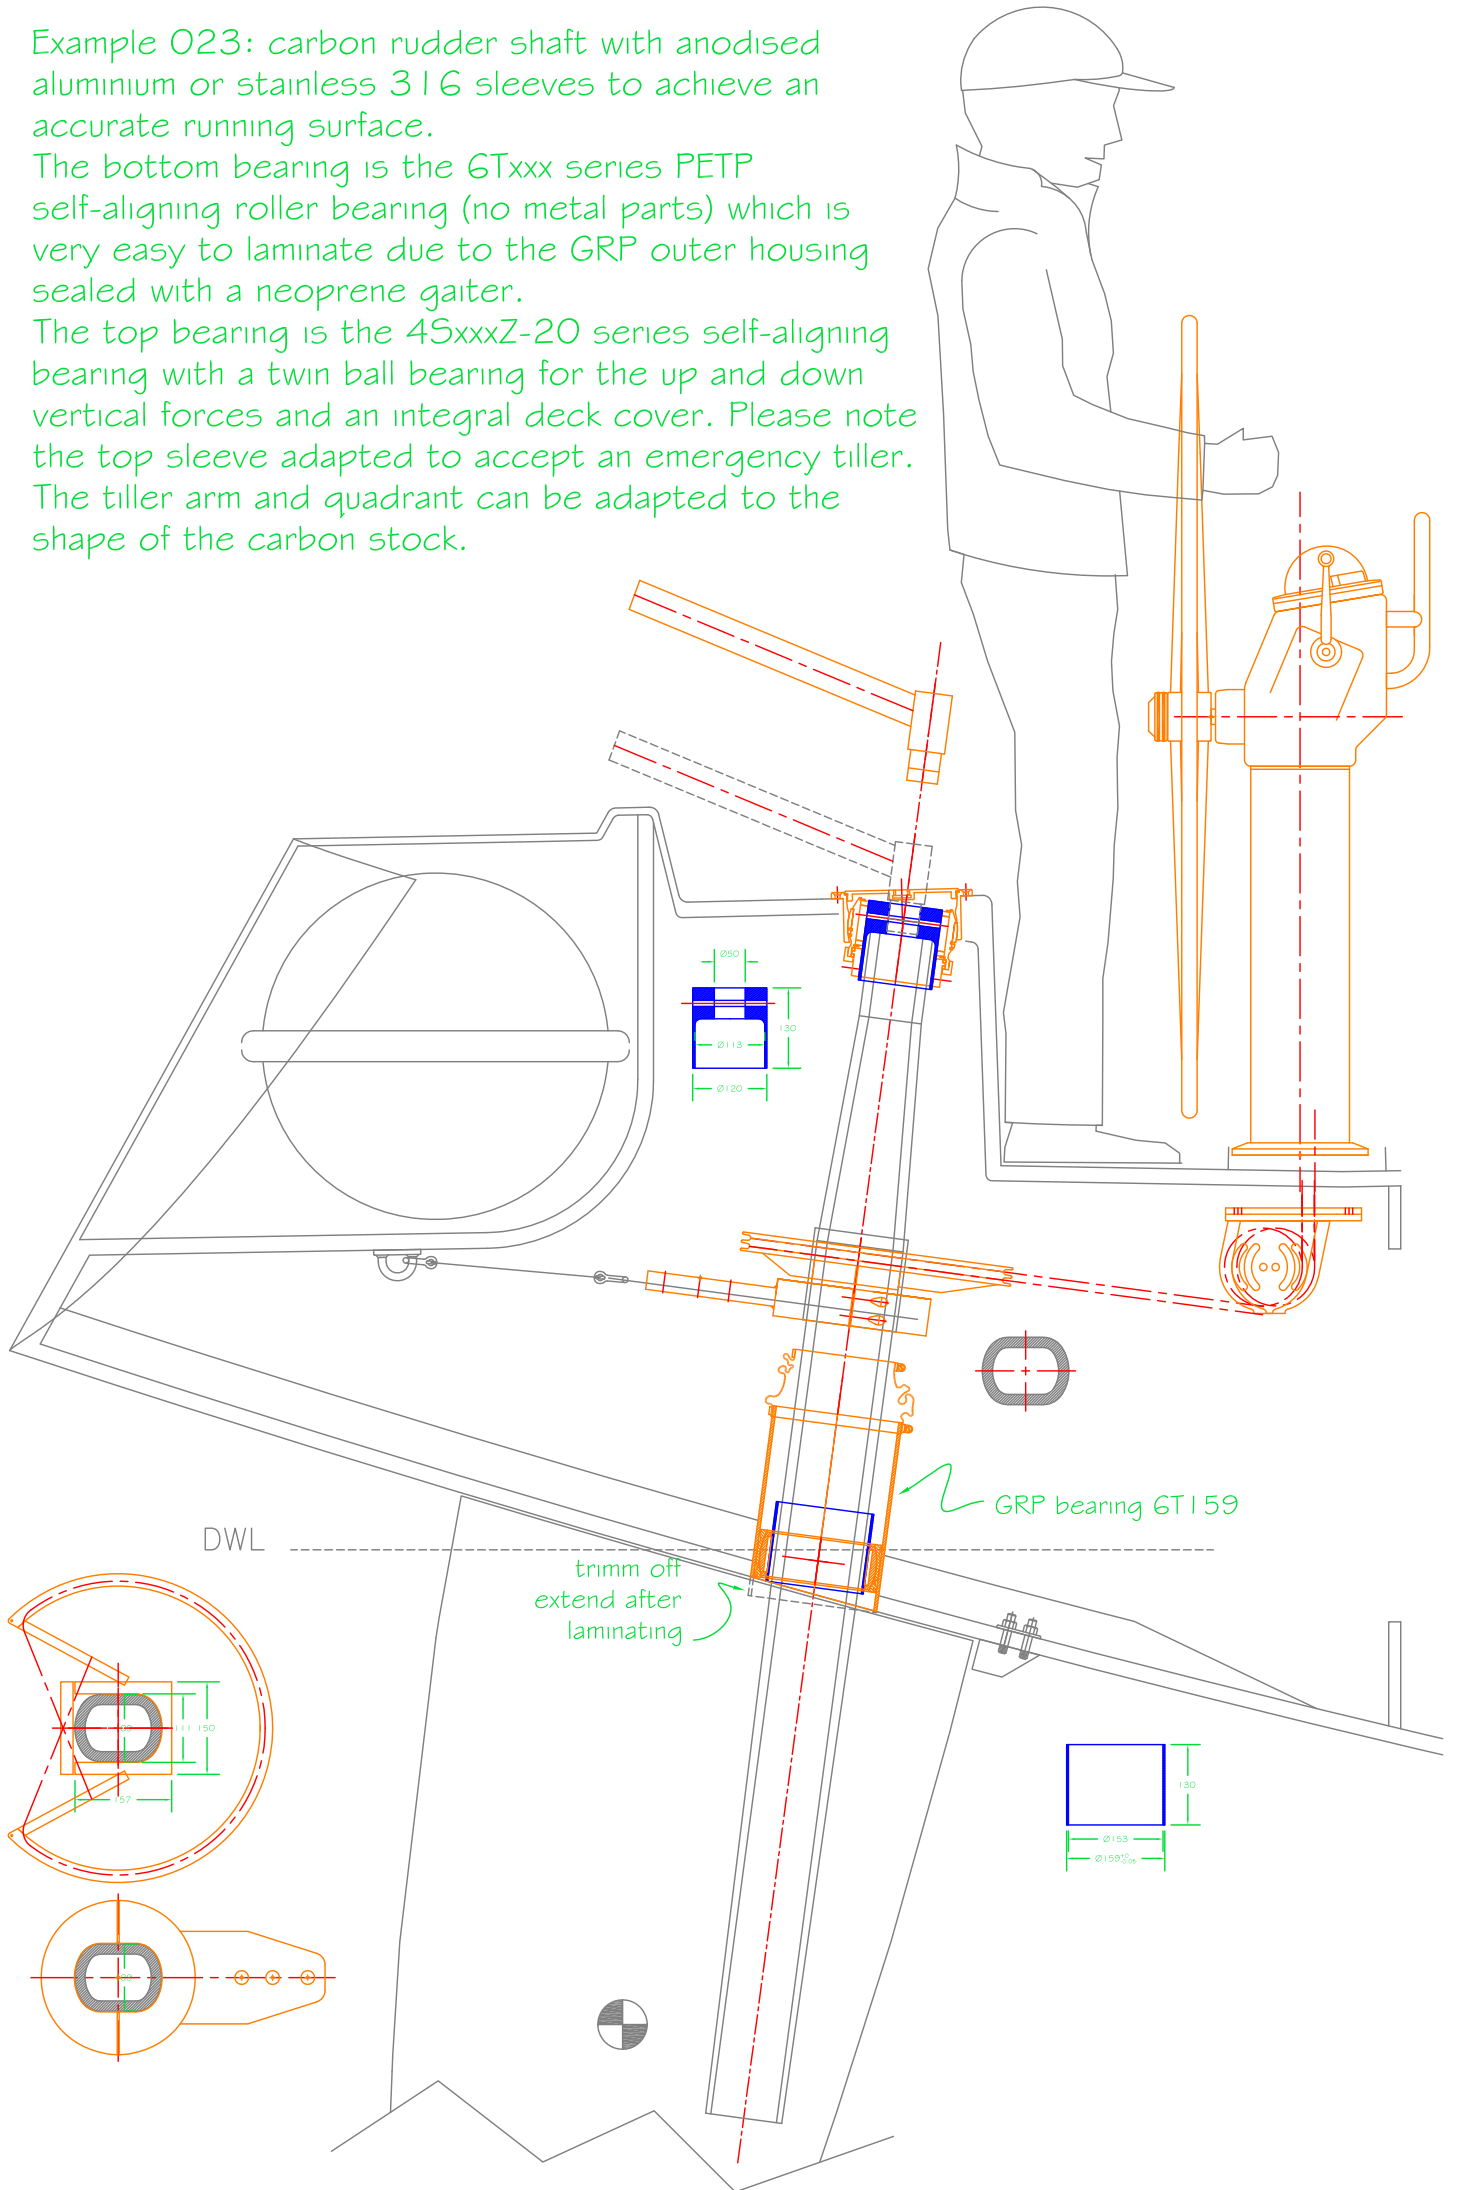 Example 023: carbon rudder shaft with anodised
aluminium or stainless 316 sleeves to achieve an
accurate running surface.
The bottom bearing is the 6Txxx series PETP
self-aligning roller bearing (no metal parts) which is
very easy to laminate due to the GRP outer housing
sealed with a neoprene gaiter.
The top bearing is the 4SxxxZ-20 series self-aligning
bearing with a twin ball bearing for the up and down
vertical forces and an integral deck cover. Please note
the top sleeve adapted to accept an emergency tiller.
The tiller arm and quadrant can be adapted to the
shape of the carbon stock.
Ø50
130
Ø113
Ø120
GRP bearing 6T159
DWL
trimm off
extend after
laminating
111
150
157
130
Ø153
Ø159